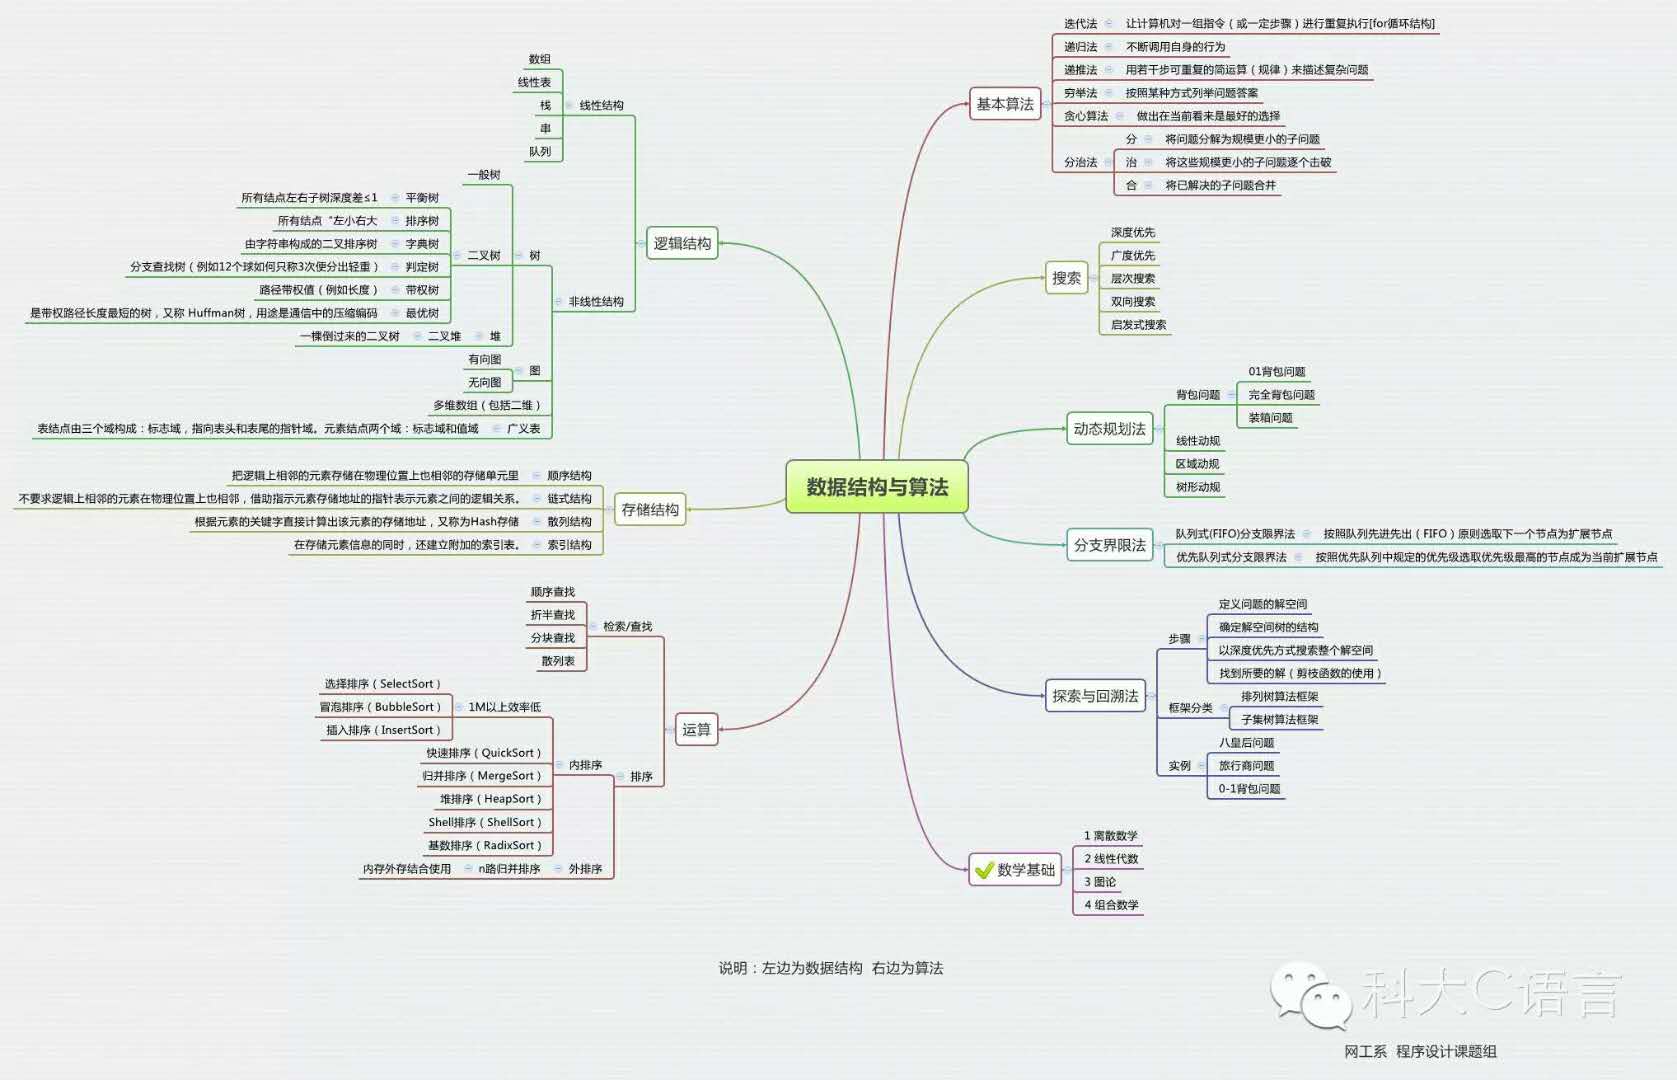 数据结构与算法
逻辑结构
线性结构
数组
线性表
栈
串
队列
非线性结构
树
一般树
二叉树
平衡树
所有结点左右子树深度差≤1
排序树
所有结点“左小右大
字典树
由字符串构成的二叉排序树
判定树
分支查找树（例如12个球如何只称3次便分出轻重）
带权树
路径带权值（例如长度）
最优树
是带权路径长度最短的树，又称 Huffman树，用途是通信中的压缩编码
堆
二叉堆
一棵倒过来的二叉树
图
有向图
无向图
多维数组（包括二维）
广义表
表结点由三个域构成：标志域，指向表头和表尾的指针域。元素结点两个域：标志域和值域
存储结构
顺序结构
把逻辑上相邻的元素存储在物理位置上也相邻的存储单元里
链式结构
不要求逻辑上相邻的元素在物理位置上也相邻，借助指示元素存储地址的指针表示元素之间的逻辑关系。
散列结构
根据元素的关键字直接计算出该元素的存储地址，又称为Hash存储
索引结构
在存储元素信息的同时，还建立附加的索引表。
运算
检索/查找
顺序查找
折半查找
分块查找
散列表
排序
内排序
1M以上效率低
选择排序（SelectSort）
冒泡排序（BubbleSort）
插入排序（InsertSort）
快速排序（QuickSort）
归并排序（MergeSort）
堆排序（HeapSort）
Shell排序（ShellSort）
基数排序（RadixSort）
外排序
n路归并排序
内存外存结合使用
基本算法
迭代法
让计算机对一组指令（或一定步骤）进行重复执行[for循环结构]
递归法
不断调用自身的行为
递推法
用若干步可重复的简运算（规律）来描述复杂问题
穷举法
按照某种方式列举问题答案
贪心算法
做出在当前看来是最好的选择
分治法
分
将问题分解为规模更小的子问题
治
将这些规模更小的子问题逐个击破
合
将已解决的子问题合并
搜索
深度优先
广度优先
层次搜索
双向搜索
启发式搜索
动态规划法
背包问题
01背包问题
完全背包问题
装箱问题
线性动规
区域动规
树形动规
分支界限法
队列式(FIFO)分支限界法
按照队列先进先出（FIFO）原则选取下一个节点为扩展节点
优先队列式分支限界法
按照优先队列中规定的优先级选取优先级最高的节点成为当前扩展节点
探索与回溯法
步骤
定义问题的解空间
确定解空间树的结构
以深度优先方式搜索整个解空间
找到所要的解（剪枝函数的使用）
框架分类
排列树算法框架
子集树算法框架
实例
八皇后问题
旅行商问题
0-1背包问题
数学基础
1 离散数学
2 线性代数
3 图论
4 组合数学
说明：左边为数据结构 右边为算法
科大C语言
网工系 程序设计课题组